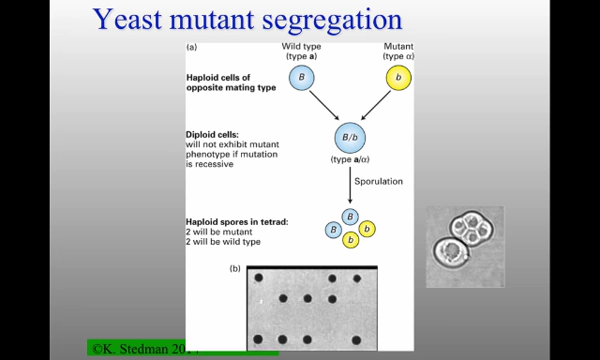 Yeast mutant segregation
(a)
Wild type
(type a)
Mutant
(type α)
Haploid cells of
opposite mating type
B
b
Diploid cells:
will not exhibit mutant
phenotype if mutation
is recessive
B/b
(type a/α)
Sporulation
Haploid spores in tetrad:
2 will be mutant
2 will be wild type
B
B
b
b
(b)
©K. Stedman